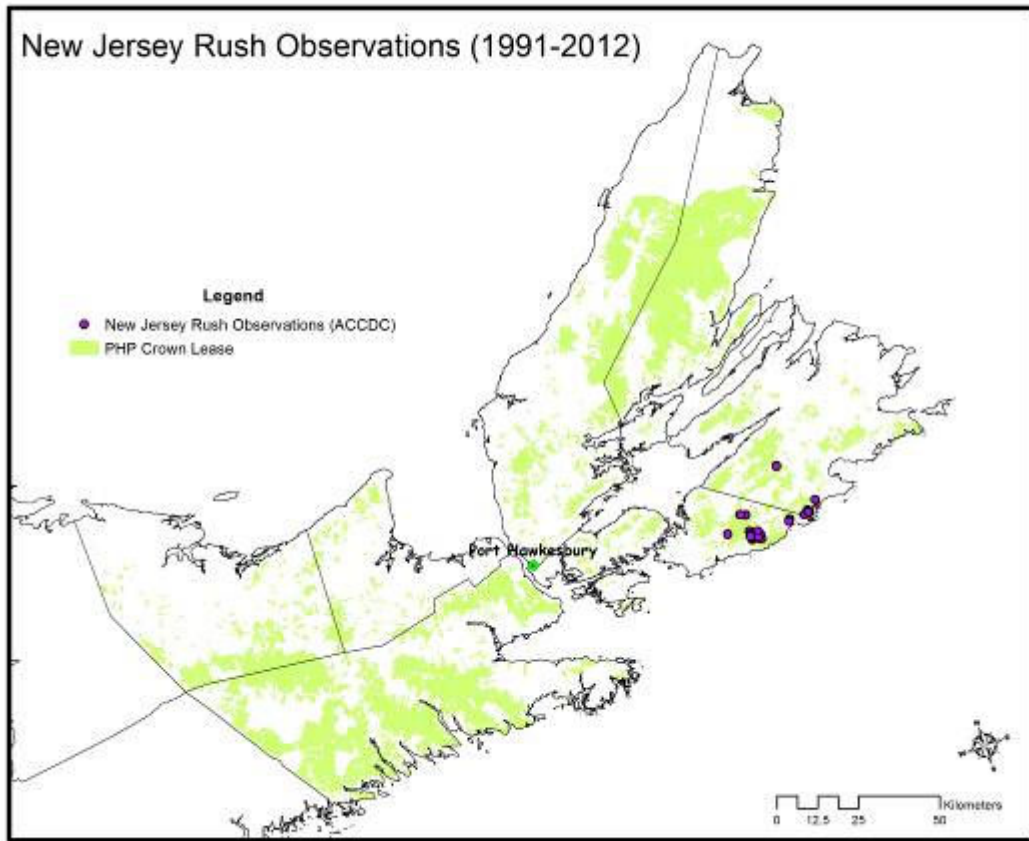 New Jersey Rush Observations (1991-2012)
Legend
New Jersey Rush Observations (ACCDC)
PHP Crown Lease
Port Hawkesbury
Kilometers
0 12.5 25 50